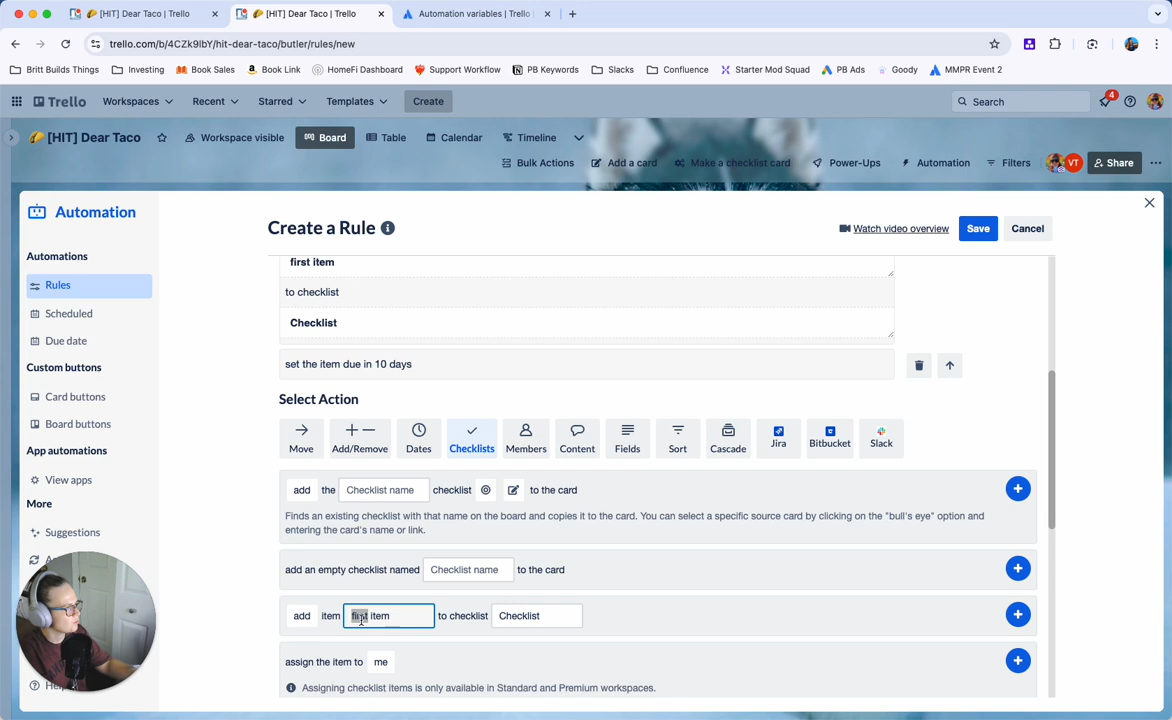 [HIT] Dear Taco | Trello
[HIT] Dear Taco | Trello
Automation variables | Trello
trello.com/b/4CZk9lbY/hit-dear-taco/butler/rules/new
Britt Builds Things
Investing
Book Sales
Book Link
HomeFi Dashboard
Support Workflow
PB Keywords
Slacks
Confluence
Starter Mod Squad
PB Ads
Goody
MMPR Event 2
Trello
Workspaces
Recent
Starred
Templates
Create
Search
4
[HIT] Dear Taco
Workspace visible
Board
Table
Calendar
Timeline
Bulk Actions
Add a card
Make a checklist card
Power-Ups
Automation
Filters
VT
Share
Automation
Automations
Rules
Scheduled
Due date
Custom buttons
Card buttons
Board buttons
App automations
View apps
More
Suggestions
Create a Rule
Watch video overview
Save
Cancel
first item
to checklist
Checklist
set the item due in 10 days
Select Action
Move
Add/Remove
Dates
Checklists
Members
Content
Fields
Sort
Cascade
Jira
Bitbucket
Slack
add the Checklist name checklist to the card
Finds an existing checklist with that name on the board and copies it to the card. You can select a specific source card by clicking on the "bull's eye" option and
entering the card's name or link.
add an empty checklist named Checklist name to the card
add item first item to checklist Checklist
assign the item to me
Assigning checklist items is only available in Standard and Premium workspaces.